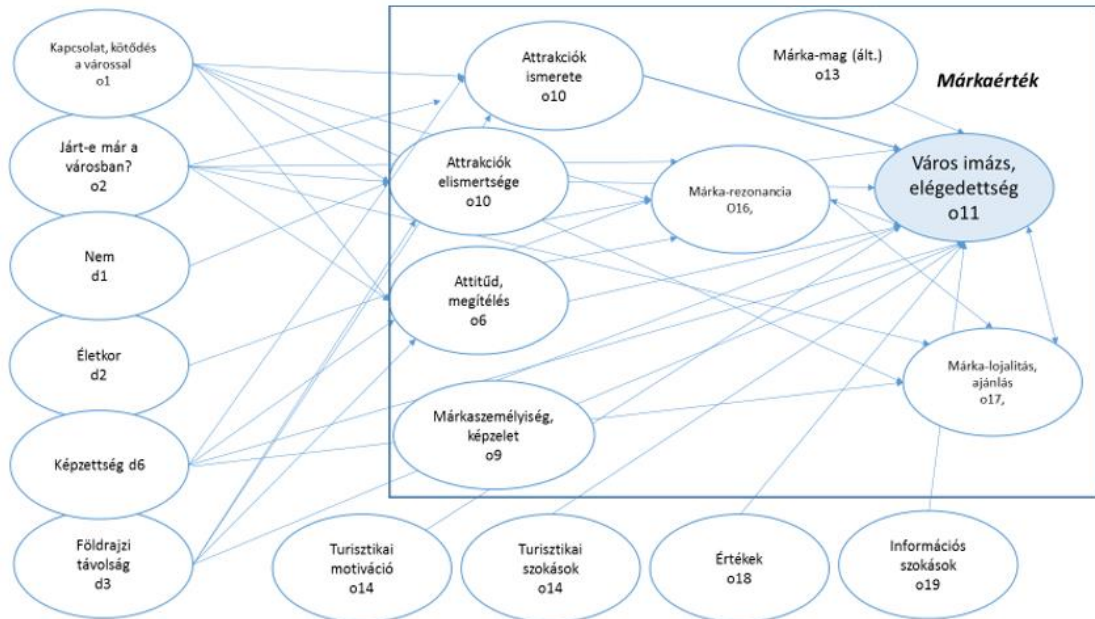 Kapcsolat, kötődés
a várossal
o1
Járt-e már a
városban?
o2
Nem
d1
Életkor
d2
Képzettség d6
Földrajzi
távolság
d3
Attrakciók
ismerete
o10
Attrakciók
elismertsége
o10
Attitűd,
megítélés
o6
Márkaszemélyiség,
képzelet
o9
Márka-mag (ált.)
o13
Márkaérték
Márka-rezonancia
O16,
Város imázs,
elégedettség
o11
Márka-lojalitás,
ajánlás
o17,
Turisztikai
motiváció
o14
Turisztikai
szokások
o14
Értékek
o18
Információs
szokások
o19